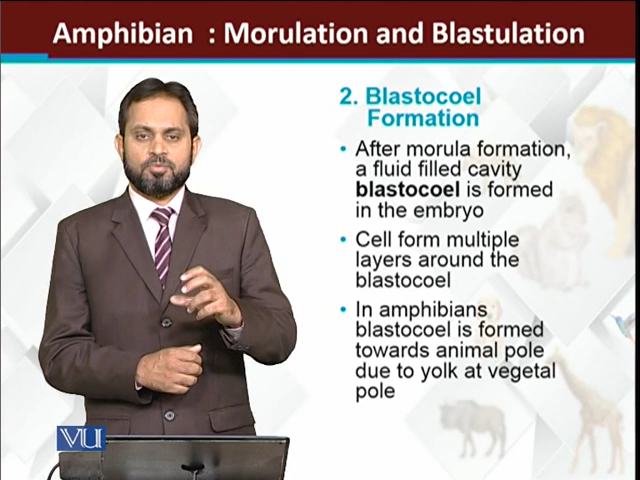 Amphibian : Morulation and Blastulation
2. Blastocoel
Formation
• After morula formation,
a fluid filled cavity
blastocoel is formed
in the embryo
• Cell form multiple
layers around the
blastocoel
• In amphibians
blastocoel is formed
towards animal pole
due to yolk at vegetal
pole
VU